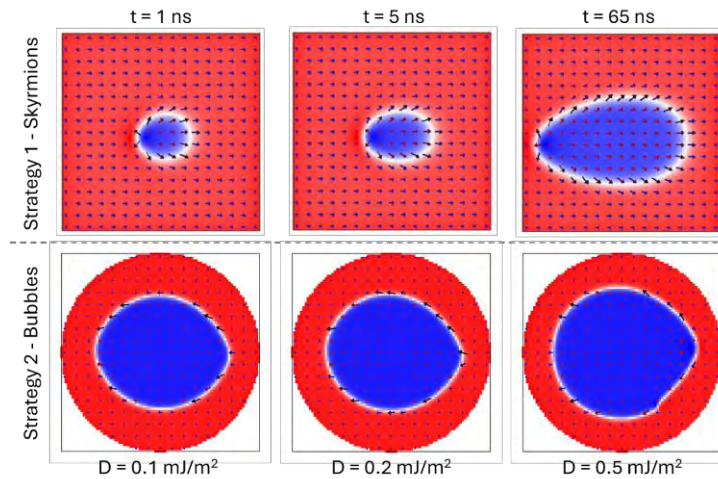 t = 1 ns
t = 5 ns
t = 65 ns
Strategy 1 - Skyrmions
Strategy 2 - Bubbles
D = 0.1 mJ/m²
D = 0.2 mJ/m²
D = 0.5 mJ/m²